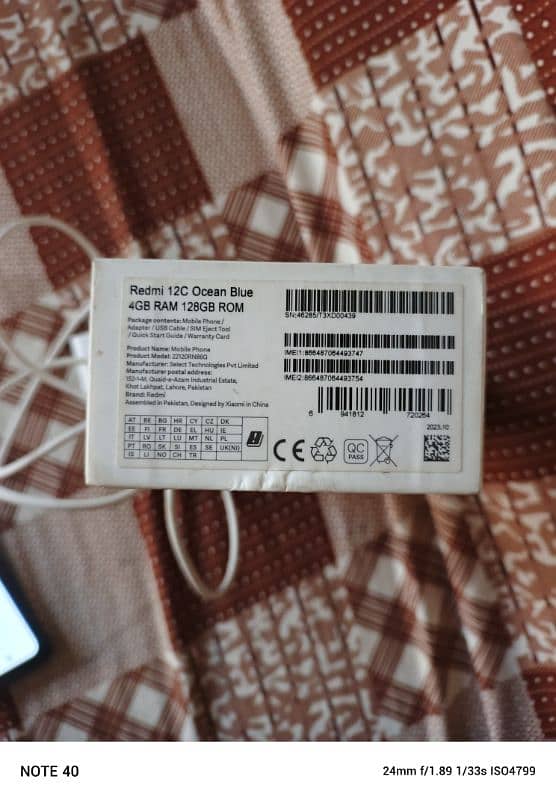 Redmi 12C Ocean Blue
4GB RAM 128GB ROM
Package contents: Mobile Phone /
Adapter / USB Cable / SIM Eject Tool
/ Quick Start Guide / Warranty Card
Product Name: Mobile Phone
Product Model: 22120RN86G
Manufacturer: Select Technologies Pvt Limited
Manufacturer postal address:
152-1-M, Quaid-e-Azam Industrial Estate,
Khot Lakhpat, Lahore, Pakistan
Brand: Redmi
Assembled in Pakistan, Designed by Xiaomi in China
AT BE BG HR CY CZ DK
EE FI FR DE EL HU IE
IT LV LT LU MT NL PL
PT RO SK SI ES SE UK(NI)
IS LI NO CH TR
SN:46285/T3XD00439
IMEI1:866487064493747
IMEI2:866487064493754
6 941812 720264
2023.10
CE
QC
PASS
NOTE 40
24mm f/1.89 1/33s ISO4799